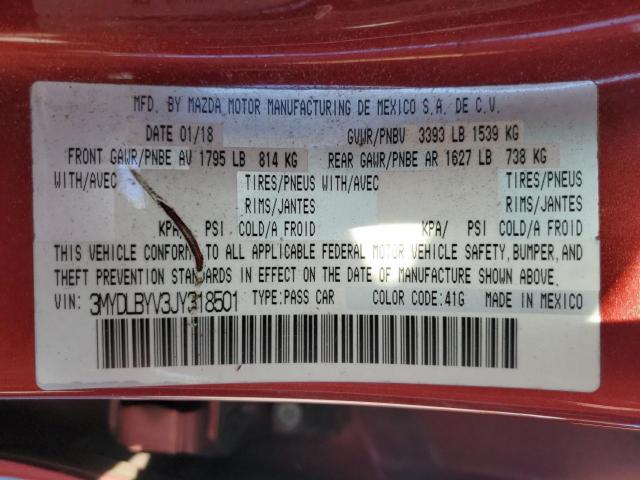 MFD. BY MAZDA MOTOR MANUFACTURING DE MEXICO S.A. DE C.V.
DATE 01/18 GVWR/PNBV 3393 LB 1539 KG
FRONT GAWR/PNBE AV 1795 LB 814 KG REAR GAWR/PNBE AR 1627 LB 738 KG
WITH/AVEC TIRES/PNEUS WITH/AVEC TIRES/PNEUS
RIMS/JANTES RIMS/JANTES
KPA/ PSI COLD/A FROID KPA/ PSI COLD/A FROID
THIS VEHICLE CONFORMS TO ALL APPLICABLE FEDERAL MOTOR VEHICLE SAFETY, BUMPER, AND
THEFT PREVENTION STANDARDS IN EFFECT ON THE DATE OF MANUFACTURE SHOWN ABOVE.
VIN: 3MYDLBYV3JY318501 TYPE:PASS CAR COLOR CODE:41G MADE IN MEXICO